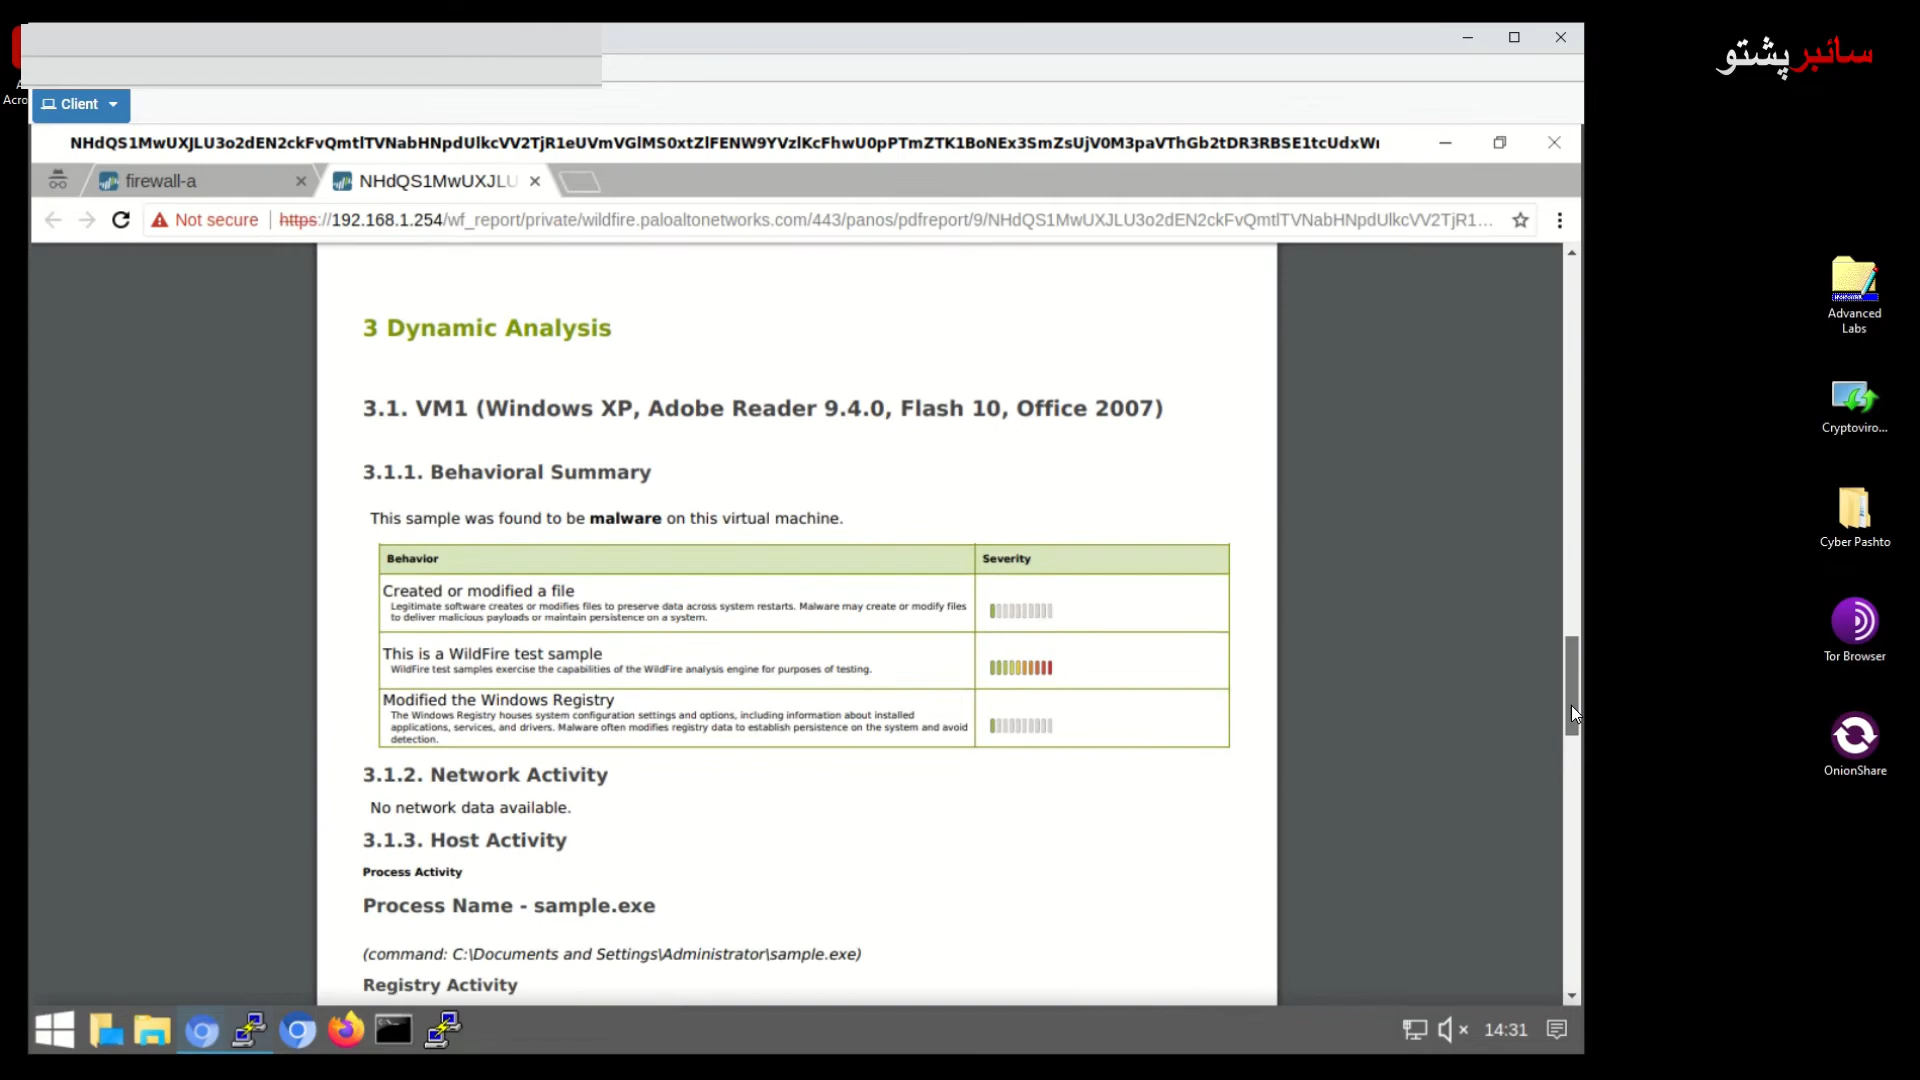 سائبر پشتو
Client
NHdQS1MwUXJLU3o2dEN2ckFvQmtlTVNabHNpdUlkcVV2TjR1eUVmVGlMS0xtZlFENW9YVzlKcFhwU0pPTmZTK1BoNEx3SmZsUjV0M3paVThGb2tDR3RBSE1tcUdxWr
firewall-a
NHdQS1MwUXJLU
Not secure
https://192.168.1.254/wf_report/private/wildfire.paloaltonetworks.com/443/panos/pdfreport/9/NHdQS1MwUXJLU3o2dEN2ckFvQmtlTVNabHNpdUlkcVV2TjR1...
3 Dynamic Analysis
3.1. VM1 (Windows XP, Adobe Reader 9.4.0, Flash 10, Office 2007)
3.1.1. Behavioral Summary
This sample was found to be malware on this virtual machine.
Behavior Severity
Created or modified a file
Legitimate software creates or modifies files to preserve data across system restarts. Malware may create or modify files
to deliver malicious payloads or maintain persistence on a system.
This is a WildFire test sample
WildFire test samples exercise the capabilities of the WildFire analysis engine for purposes of testing.
Modified the Windows Registry
The Windows Registry houses system configuration settings and options, including information about installed
applications, services, and drivers. Malware often modifies registry data to establish persistence on the system and avoid
detection.
3.1.2. Network Activity
No network data available.
3.1.3. Host Activity
Process Activity
Process Name - sample.exe
(command: C:\Documents and Settings\Administrator\sample.exe)
Registry Activity
14:31
Advanced
Labs
Cryptoviro...
Cyber Pashto
Tor Browser
OnionShare